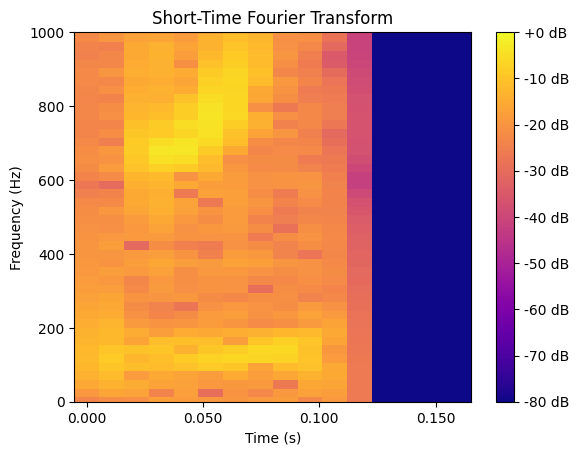 Short-Time Fourier Transform
Frequency (Hz)
1000
800
600
400
200
0
0.000
0.050
0.100
0.150
Time (s)
+0 dB
-10 dB
-20 dB
-30 dB
-40 dB
-50 dB
-60 dB
-70 dB
-80 dB